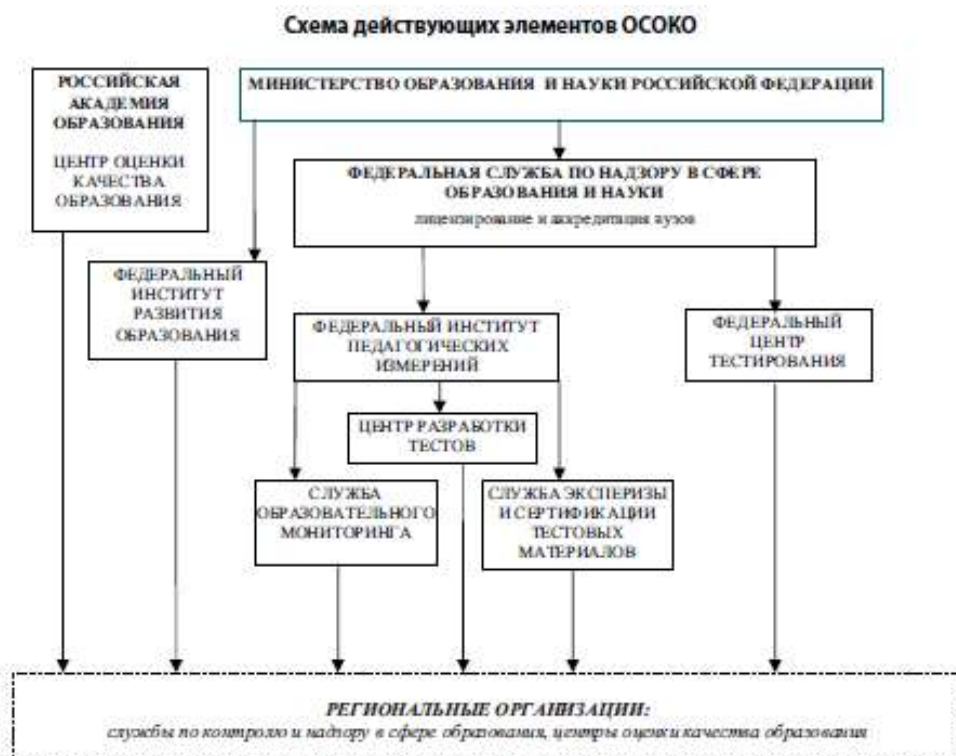 Схема действующих элементов ОСОКО
РОССИЙСКАЯ
АКАДЕМИЯ
ОБРАЗОВАНИЯ
ЦЕНТР ОЦЕНКИ
КАЧЕСТВА
ОБРАЗОВАНИЯ
МИНИСТЕРСТВО ОБРАЗОВАНИЯ И НАУКИ РОССИЙСКОЙ ФЕДЕРАЦИИ
ФЕДЕРАЛЬНАЯ СЛУЖБА ПО НАДЗОРУ В СФЕРЕ
ОБРАЗОВАНИЯ И НАУКИ
лицензирование и аккредитация вузов
ФЕДЕРАЛЬНЫЙ
ИНСТИТУТ
РАЗВИТИЯ
ОБРАЗОВАНИЯ
ФЕДЕРАЛЬНЫЙ ИНСТИТУТ
ПЕДАГОГИЧЕСКИХ
ИЗМЕРЕНИЙ
ФЕДЕРАЛЬНЫЙ
ЦЕНТР
ТЕСТИРОВАНИЯ
ЦЕНТР РАЗРАБОТКИ
ТЕСТОВ
СЛУЖБА
ОБРАЗОВАТЕЛЬНОГО
МОНИТОРИНГА
СЛУЖБА ЭКСПЕРИЗЫ
И СЕРТИФИКАЦИИ
ТЕСТОВЫХ
МАТЕРИАЛОВ
РЕГИОНАЛЬНЫЕ ОРГАНИЗАЦИИ:
службы по контролю и надзору в сфере образования, центры оценки качества образования